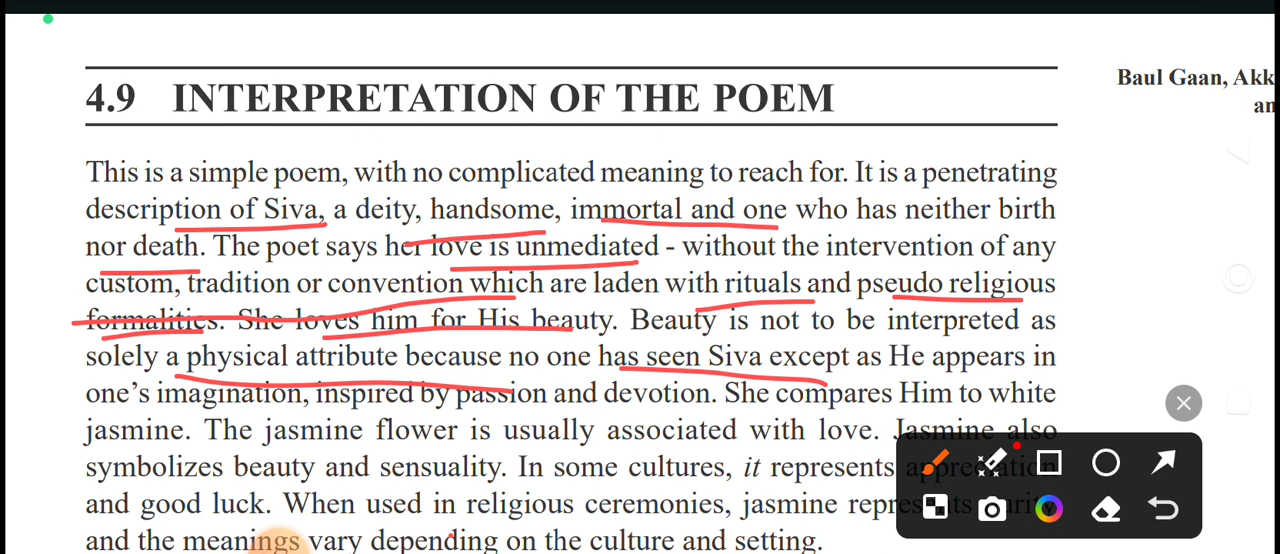 4.9 INTERPRETATION OF THE POEM
Baul Gaan, Akk
an
This is a simple poem, with no complicated meaning to reach for. It is a penetrating
description of Siva, a deity, handsome, immortal and one who has neither birth
nor death. The poet says her love is unmediated - without the intervention of any
custom, tradition or convention which are laden with rituals and pseudo religious
formalities. She loves him for His beauty. Beauty is not to be interpreted as
solely a physical attribute because no one has seen Siva except as He appears in
one's imagination, inspired by passion and devotion. She compares Him to white
jasmine. The jasmine flower is usually associated with love. Jasmine also
symbolizes beauty and sensuality. In some cultures, it represents appreciation
and good luck. When used in religious ceremonies, jasmine represents purity
and the meanings vary depending on the culture and setting.